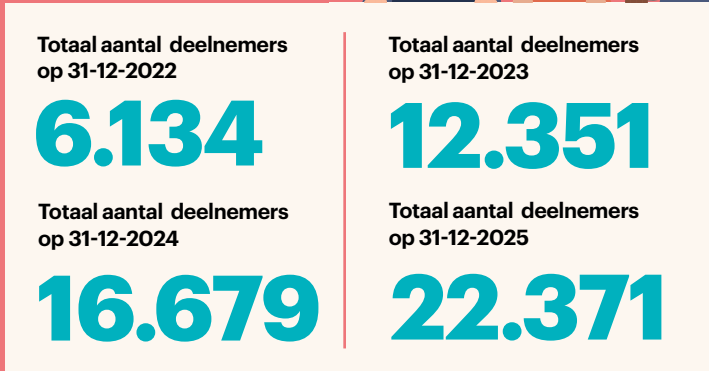 Totaal aantal deelnemers
op 31-12-2022
6.134
Totaal aantal deelnemers
op 31-12-2023
12.351
Totaal aantal deelnemers
op 31-12-2024
16.679
Totaal aantal deelnemers
op 31-12-2025
22.371